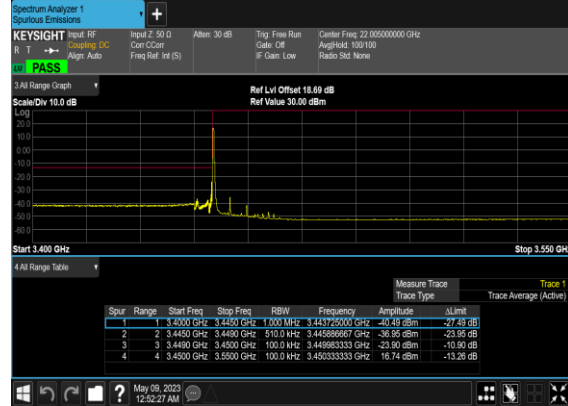 Spectrum Analyzer 1
Spurious Emissions
KEYSIGHT Input: RF Input Z: 50 Ω Atten: 30 dB Trig: Free Run Center Freq: 22.005000000 GHz
R T Coupling: DC Corr CCorr Gate: Off Avg|Hold: 100/100
Align: Auto Freq Ref: Int (S) IF Gain: Low Radio Std: None
PASS
3 All Range Graph
Ref Lvl Offset 18.69 dB
Scale/Div 10.0 dB Ref Value 30.00 dBm
Log
20.0
10.0
0.00
-10.0
-20.0
-30.0
-40.0
-50.0
-60.0
Start 3.400 GHz Stop 3.550 GH
4 All Range Table
Measure Trace Trace 1
Trace Type Trace Average (Active)
Spur Range Start Freq Stop Freq RBW Frequency Amplitude ΔLimit
1 1 3.4000 GHz 3.4450 GHz 1.000 MHz 3.443725000 GHz -40.49 dBm -27.49 dB
2 2 3.4450 GHz 3.4490 GHz 510.0 kHz 3.445886667 GHz -36.95 dBm -23.95 dB
3 3 3.4490 GHz 3.4500 GHz 100.0 kHz 3.449983333 GHz -23.90 dBm -10.90 dB
4 4 3.4500 GHz 3.5500 GHz 100.0 kHz 3.450333333 GHz 16.74 dBm -13.26 dB
? May 09, 2023
12:52:27 AM